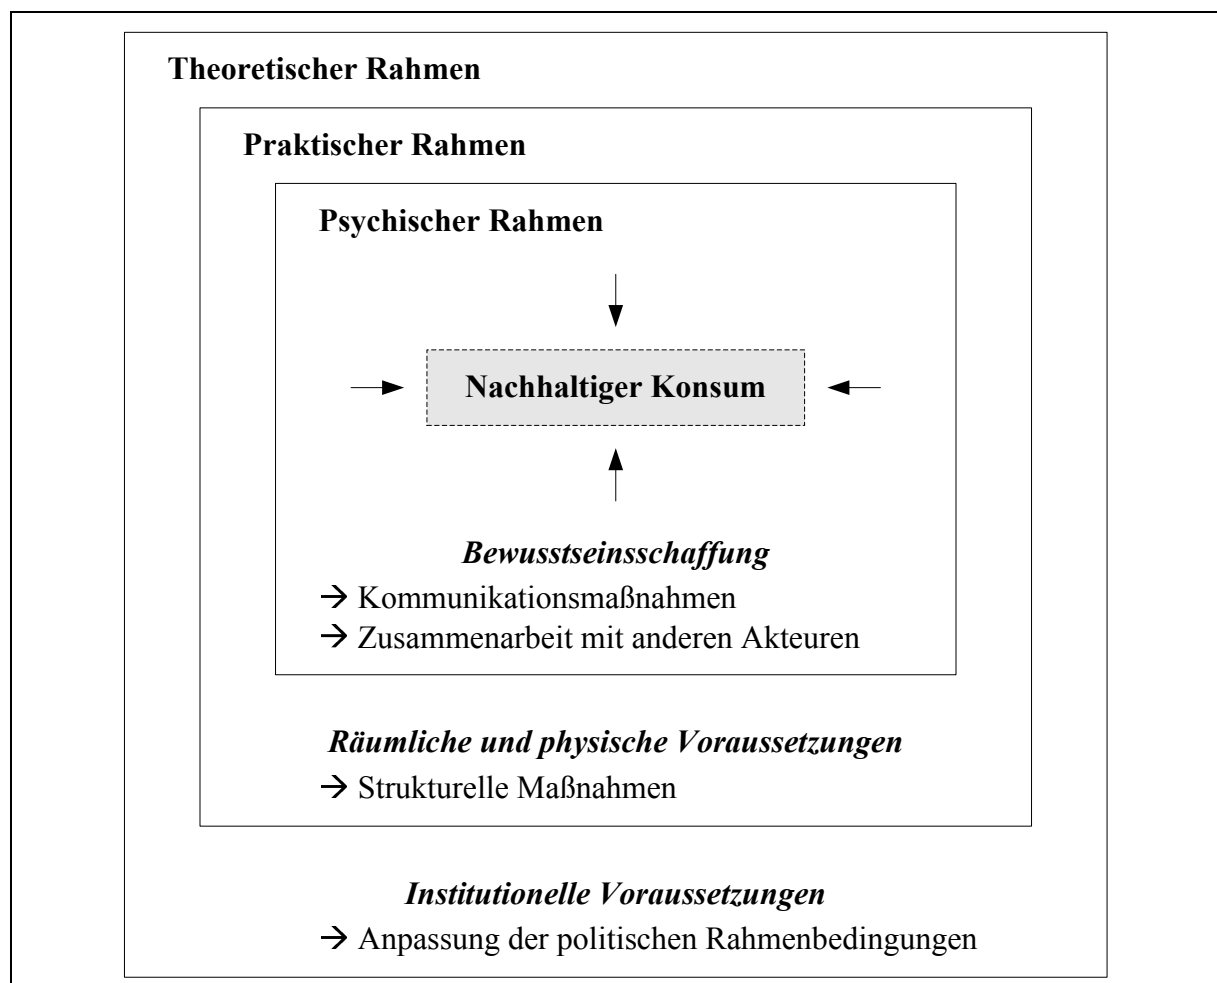 Theoretischer Rahmen
Praktischer Rahmen
Psychischer Rahmen
Nachhaltiger Konsum
Bewusstseinsschaffung
→ Kommunikationsmaßnahmen
→ Zusammenarbeit mit anderen Akteuren
Räumliche und physische Voraussetzungen
→ Strukturelle Maßnahmen
Institutionelle Voraussetzungen
→ Anpassung der politischen Rahmenbedingungen